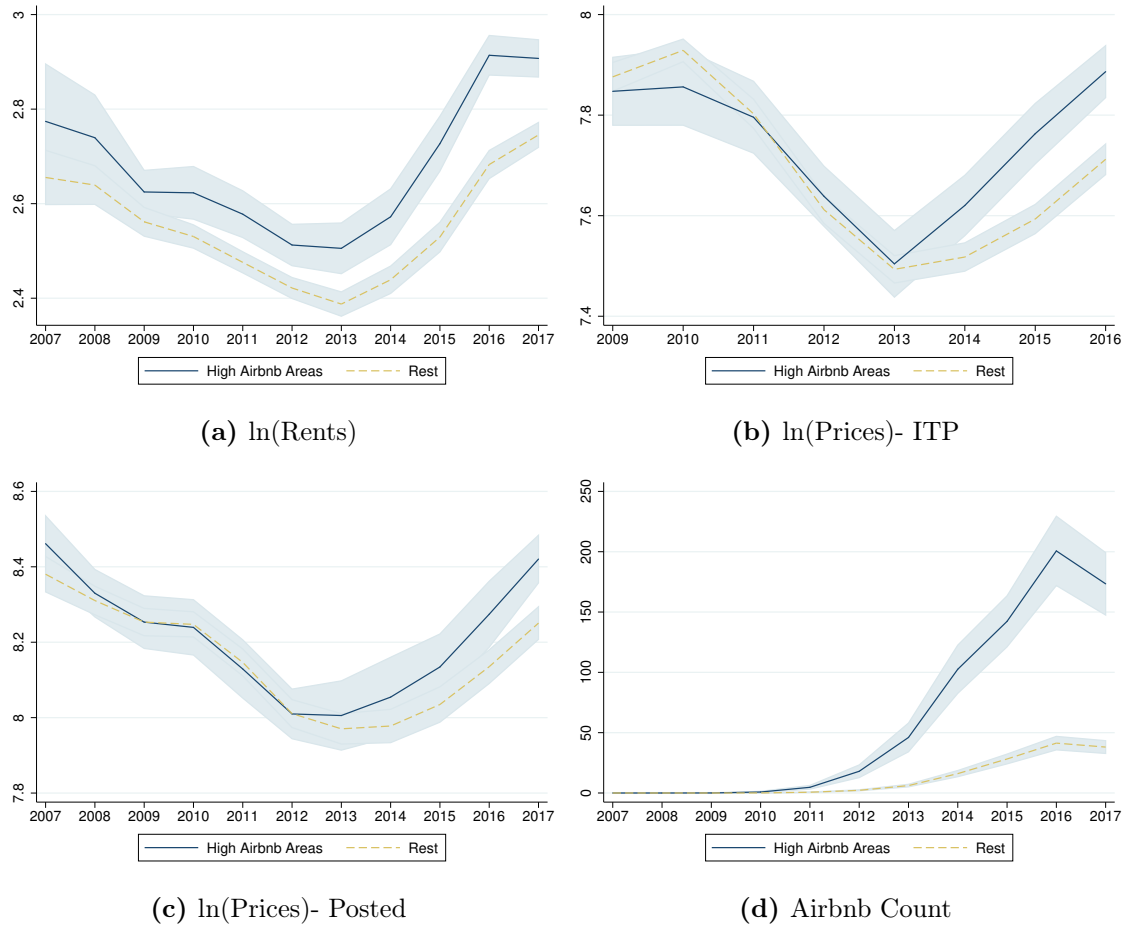 3
2.8
2.6
2.4
2007 2008 2009 2010 2011 2012 2013 2014 2015 2016 2017
High Airbnb Areas Rest
(a) ln(Rents)
8
7.8
7.6
7.4
2009 2010 2011 2012 2013 2014 2015 2016
High Airbnb Areas Rest
(b) ln(Prices)- ITP
8.6
8.4
8.2
8
7.8
2007 2008 2009 2010 2011 2012 2013 2014 2015 2016 2017
High Airbnb Areas Rest
(c) ln(Prices)- Posted
250
200
150
100
50
0
2007 2008 2009 2010 2011 2012 2013 2014 2015 2016 2017
High Airbnb Areas Rest
(d) Airbnb Count